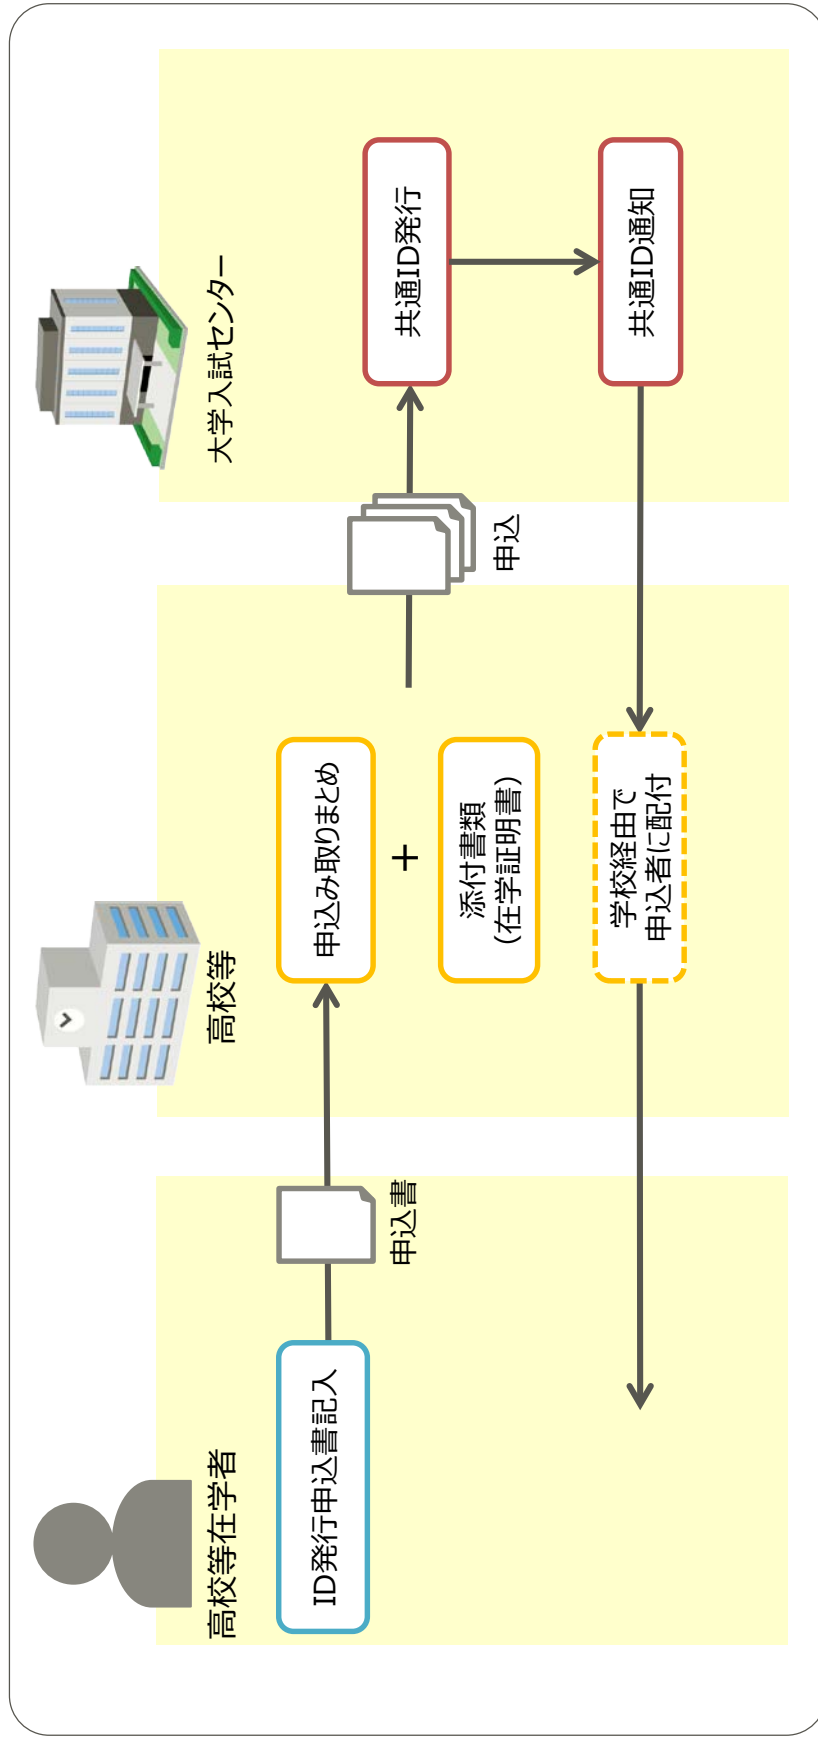 高校等在学者
ID発行申込書記入
申込書
高校等
申込み取りまとめ
+
添付書類
(在学証明書)
申込
大学入試センター
共通ID発行
共通ID通知
学校経由で
申込者に配付